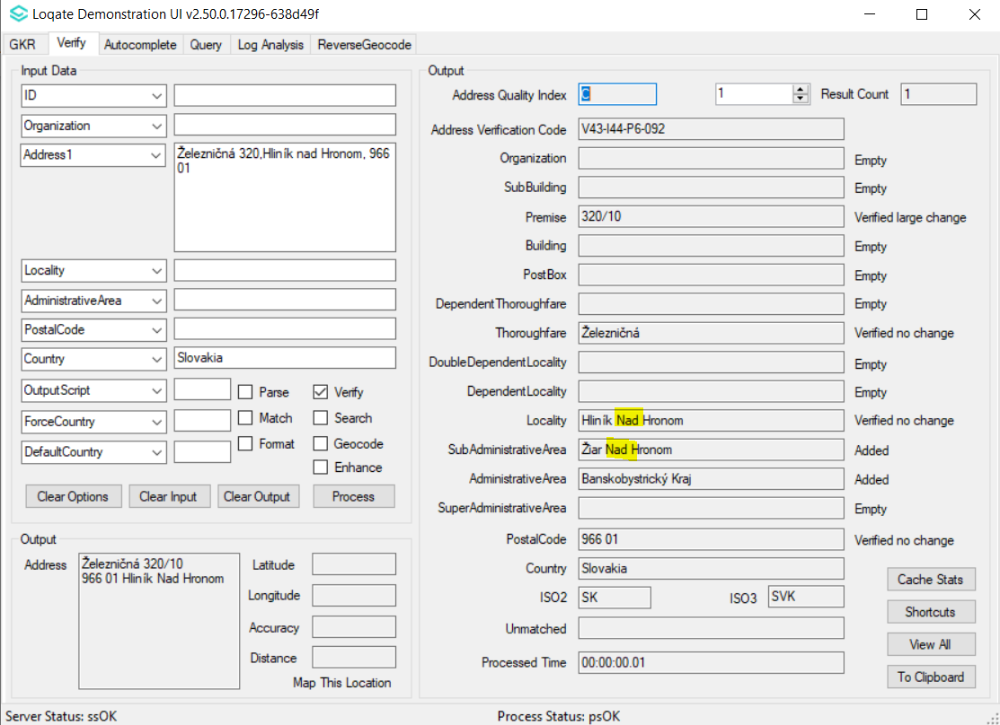 Loqate Demonstration UI v2.50.0.17296-638d49f
GKR Verify Autocomplete Query Log Analysis ReverseGeocode
Input Data
ID
Organization
Address1 Železničná 320,Hliník nad Hronom, 966
01
Locality
AdministrativeArea
PostalCode
Country Slovakia
OutputScript Parse Verify
ForceCountry Match Search
DefaultCountry Format Geocode
Enhance
Clear Options Clear Input Clear Output Process
Output
Address Železničná 320/10
966 01 Hliník Nad Hronom
Latitude
Longitude
Accuracy
Distance
Map This Location
Output
Address Quality Index C 1 Result Count 1
Address Verification Code V43-I44-P6-092
Organization Empty
SubBuilding Empty
Premise 320/10 Verified large change
Building Empty
PostBox Empty
DependentThoroughfare Empty
Thoroughfare Železničná Verified no change
DoubleDependentLocality Empty
DependentLocality Empty
Locality Hliník Nad Hronom Verified no change
SubAdministrativeArea Žiar Nad Hronom Added
AdministrativeArea Banskobystrický Kraj Added
SuperAdministrativeArea Empty
PostalCode 966 01 Verified no change
Country Slovakia
ISO2 SK ISO3 SVK
Unmatched
Processed Time 00:00:00.01
Cache Stats
Shortcuts
View All
To Clipboard
Server Status: ssOK Process Status: psOK